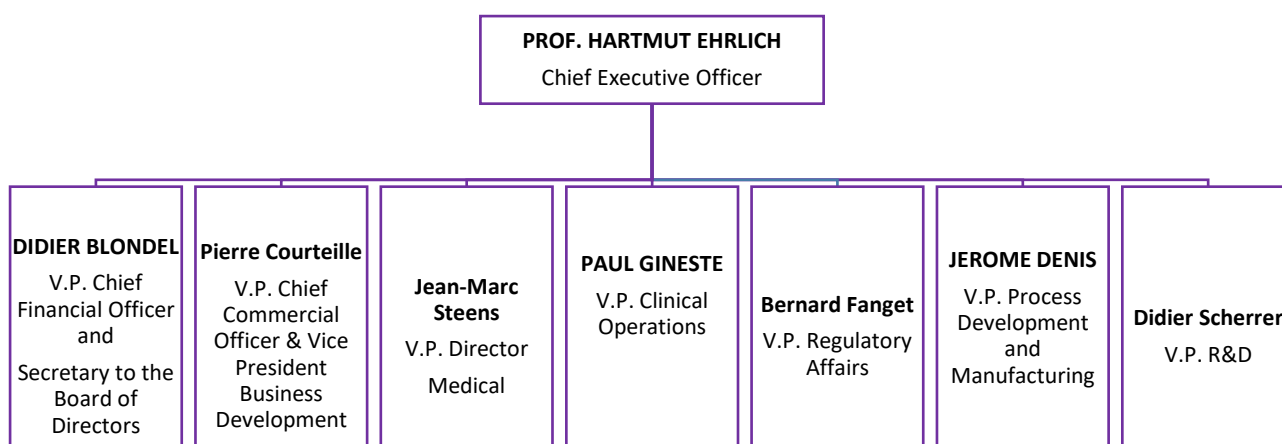 PROF. HARTMUT EHRLICH
Chief Executive Officer
DIDIER BLONDEL
V.P. Chief
Financial Officer
and
Secretary to the
Board of
Directors
Pierre Courteille
V.P. Chief
Commercial
Officer & Vice
President
Business
Development
Jean-Marc
Steens
V.P. Director
Medical
PAUL GINESTE
V.P. Clinical
Operations
Bernard Fanget
V.P. Regulatory
Affairs
JEROME DENIS
V.P. Process
Development
and
Manufacturing
Didier Scherrer
V.P. R&D